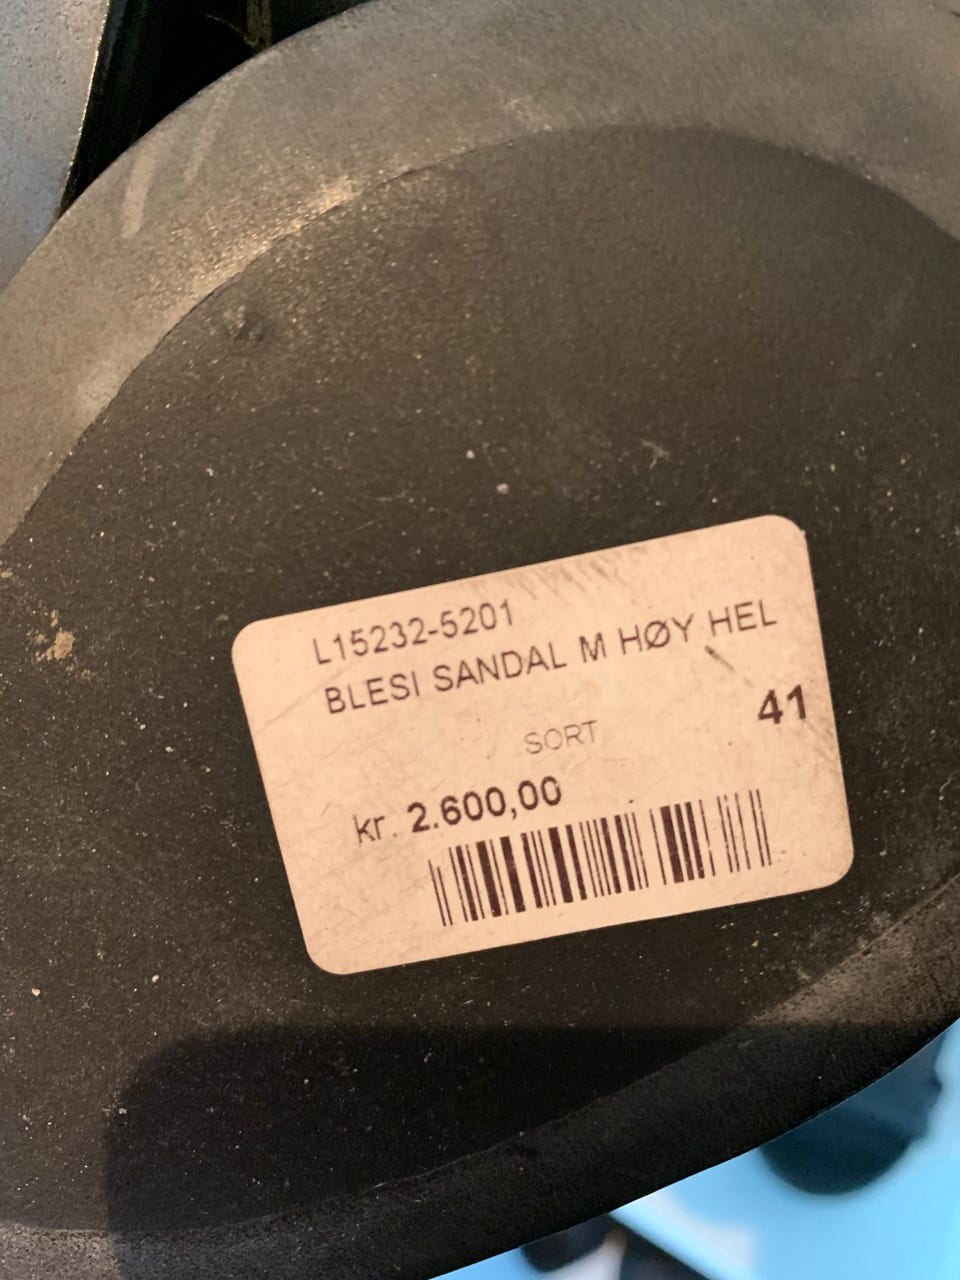 L15232-5201
BLESI SANDAL M HØY HEL
41
SORT
kr. 2.600,00